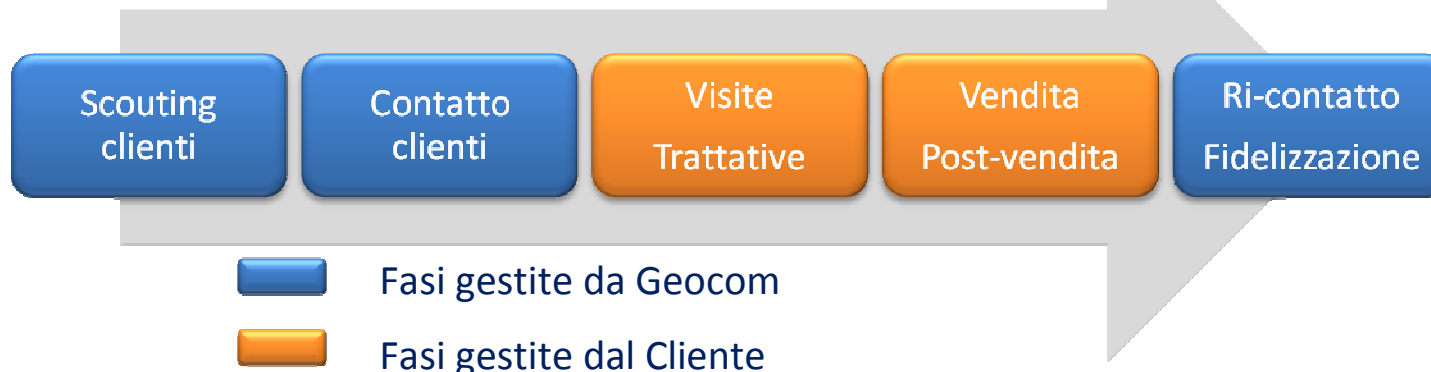 Scouting
clienti
Contatto
clienti
Visite
Trattative
Vendita
Post-vendita
Ri-contatto
Fidelizzazione
Fasi gestite da Geocom
Fasi gestite dal Cliente